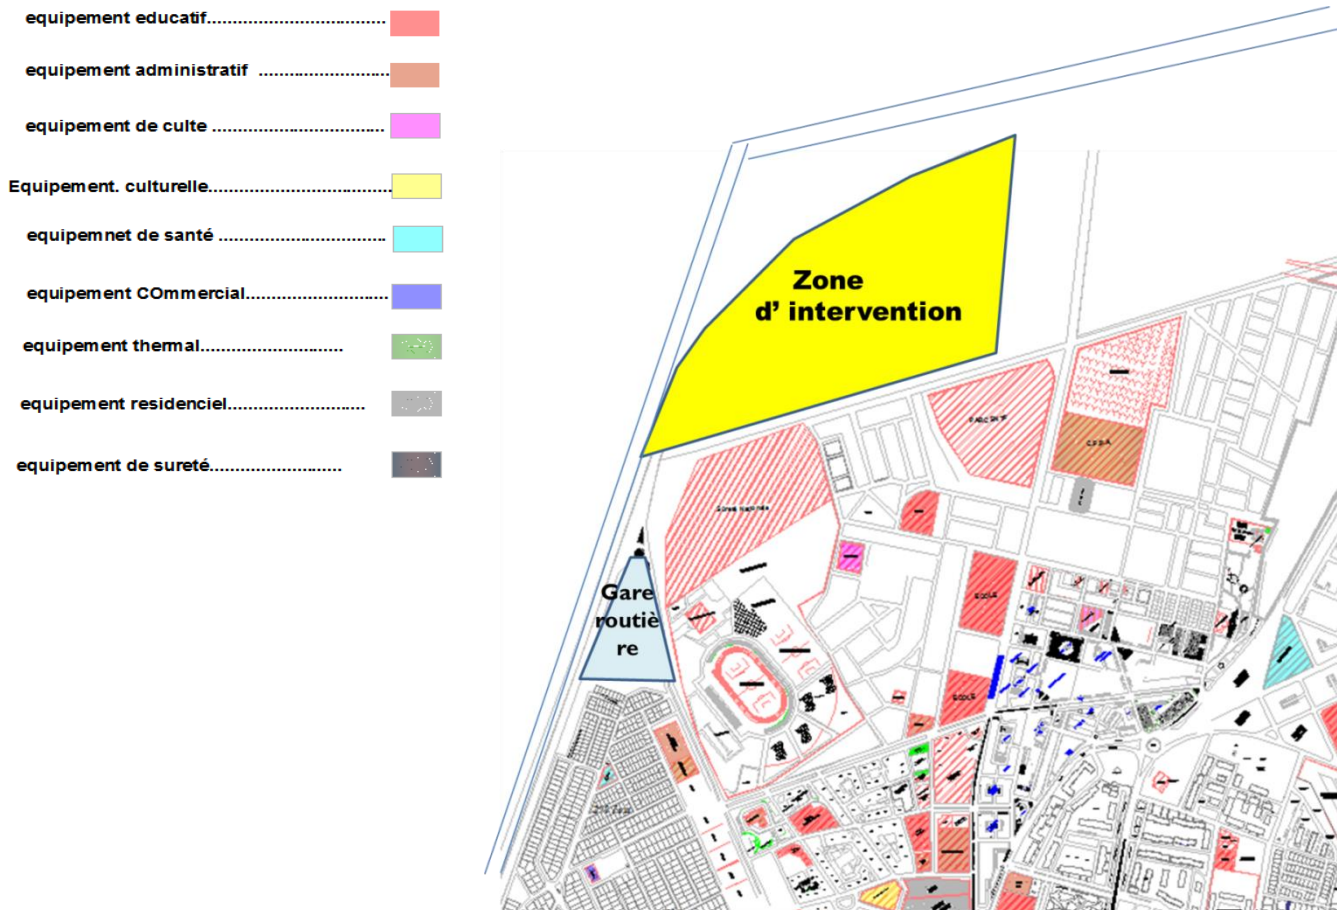 equipement educatif...................................
equipement administratif ..........................
equipement de culte ..................................
Equipement. culturelle....................................
equipemnet de santé .................................
equipement COmmercial............................
equipement thermal............................
equipement residenciel...........................
equipement de sureté..........................
Zone
d' intervention
PARC
Gare
routiè
re
ECOLE
ECOLE